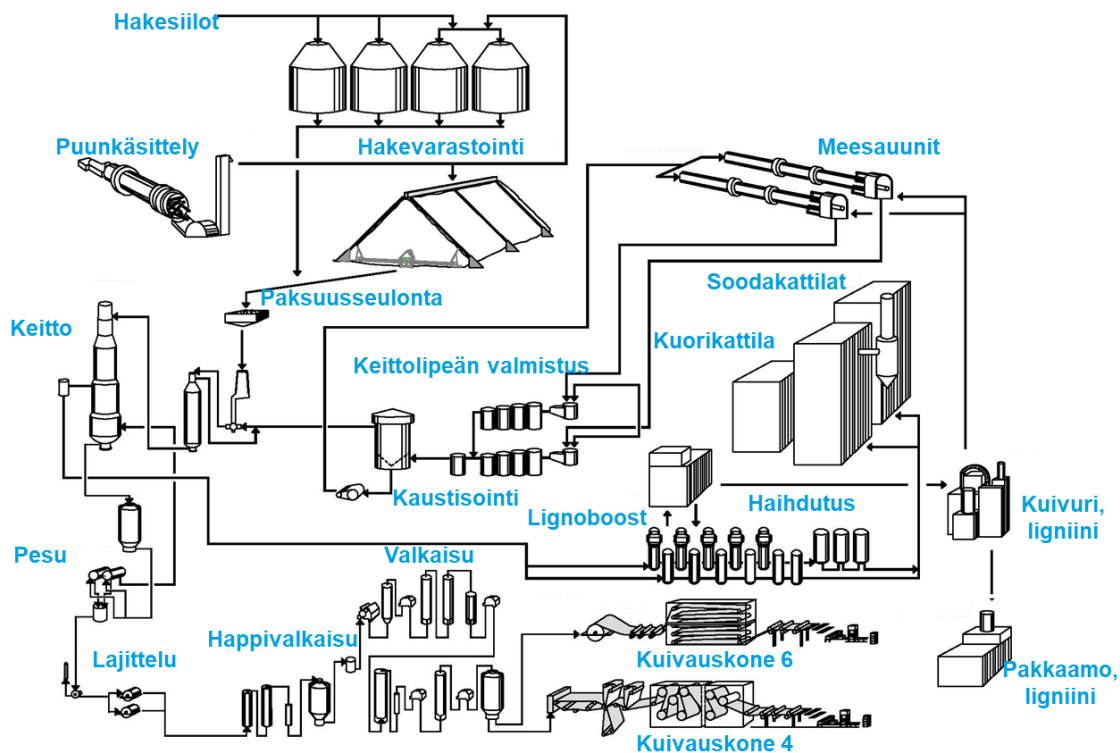 Hakesiilot
Puunkäsittely
Hakevarastointi
Meesauunit
Paksuusseulonta
Soodakattilat
Keitto
Kuorikattila
Keittolipeän valmistus
Kaustisointi
Lignoboost
Haihdutus
Kuivuri,
ligniini
Pesu
Valkaisu
Happivalkaisu
Lajittelu
Kuivauskone 6
Pakkaamo,
ligniini
Kuivauskone 4